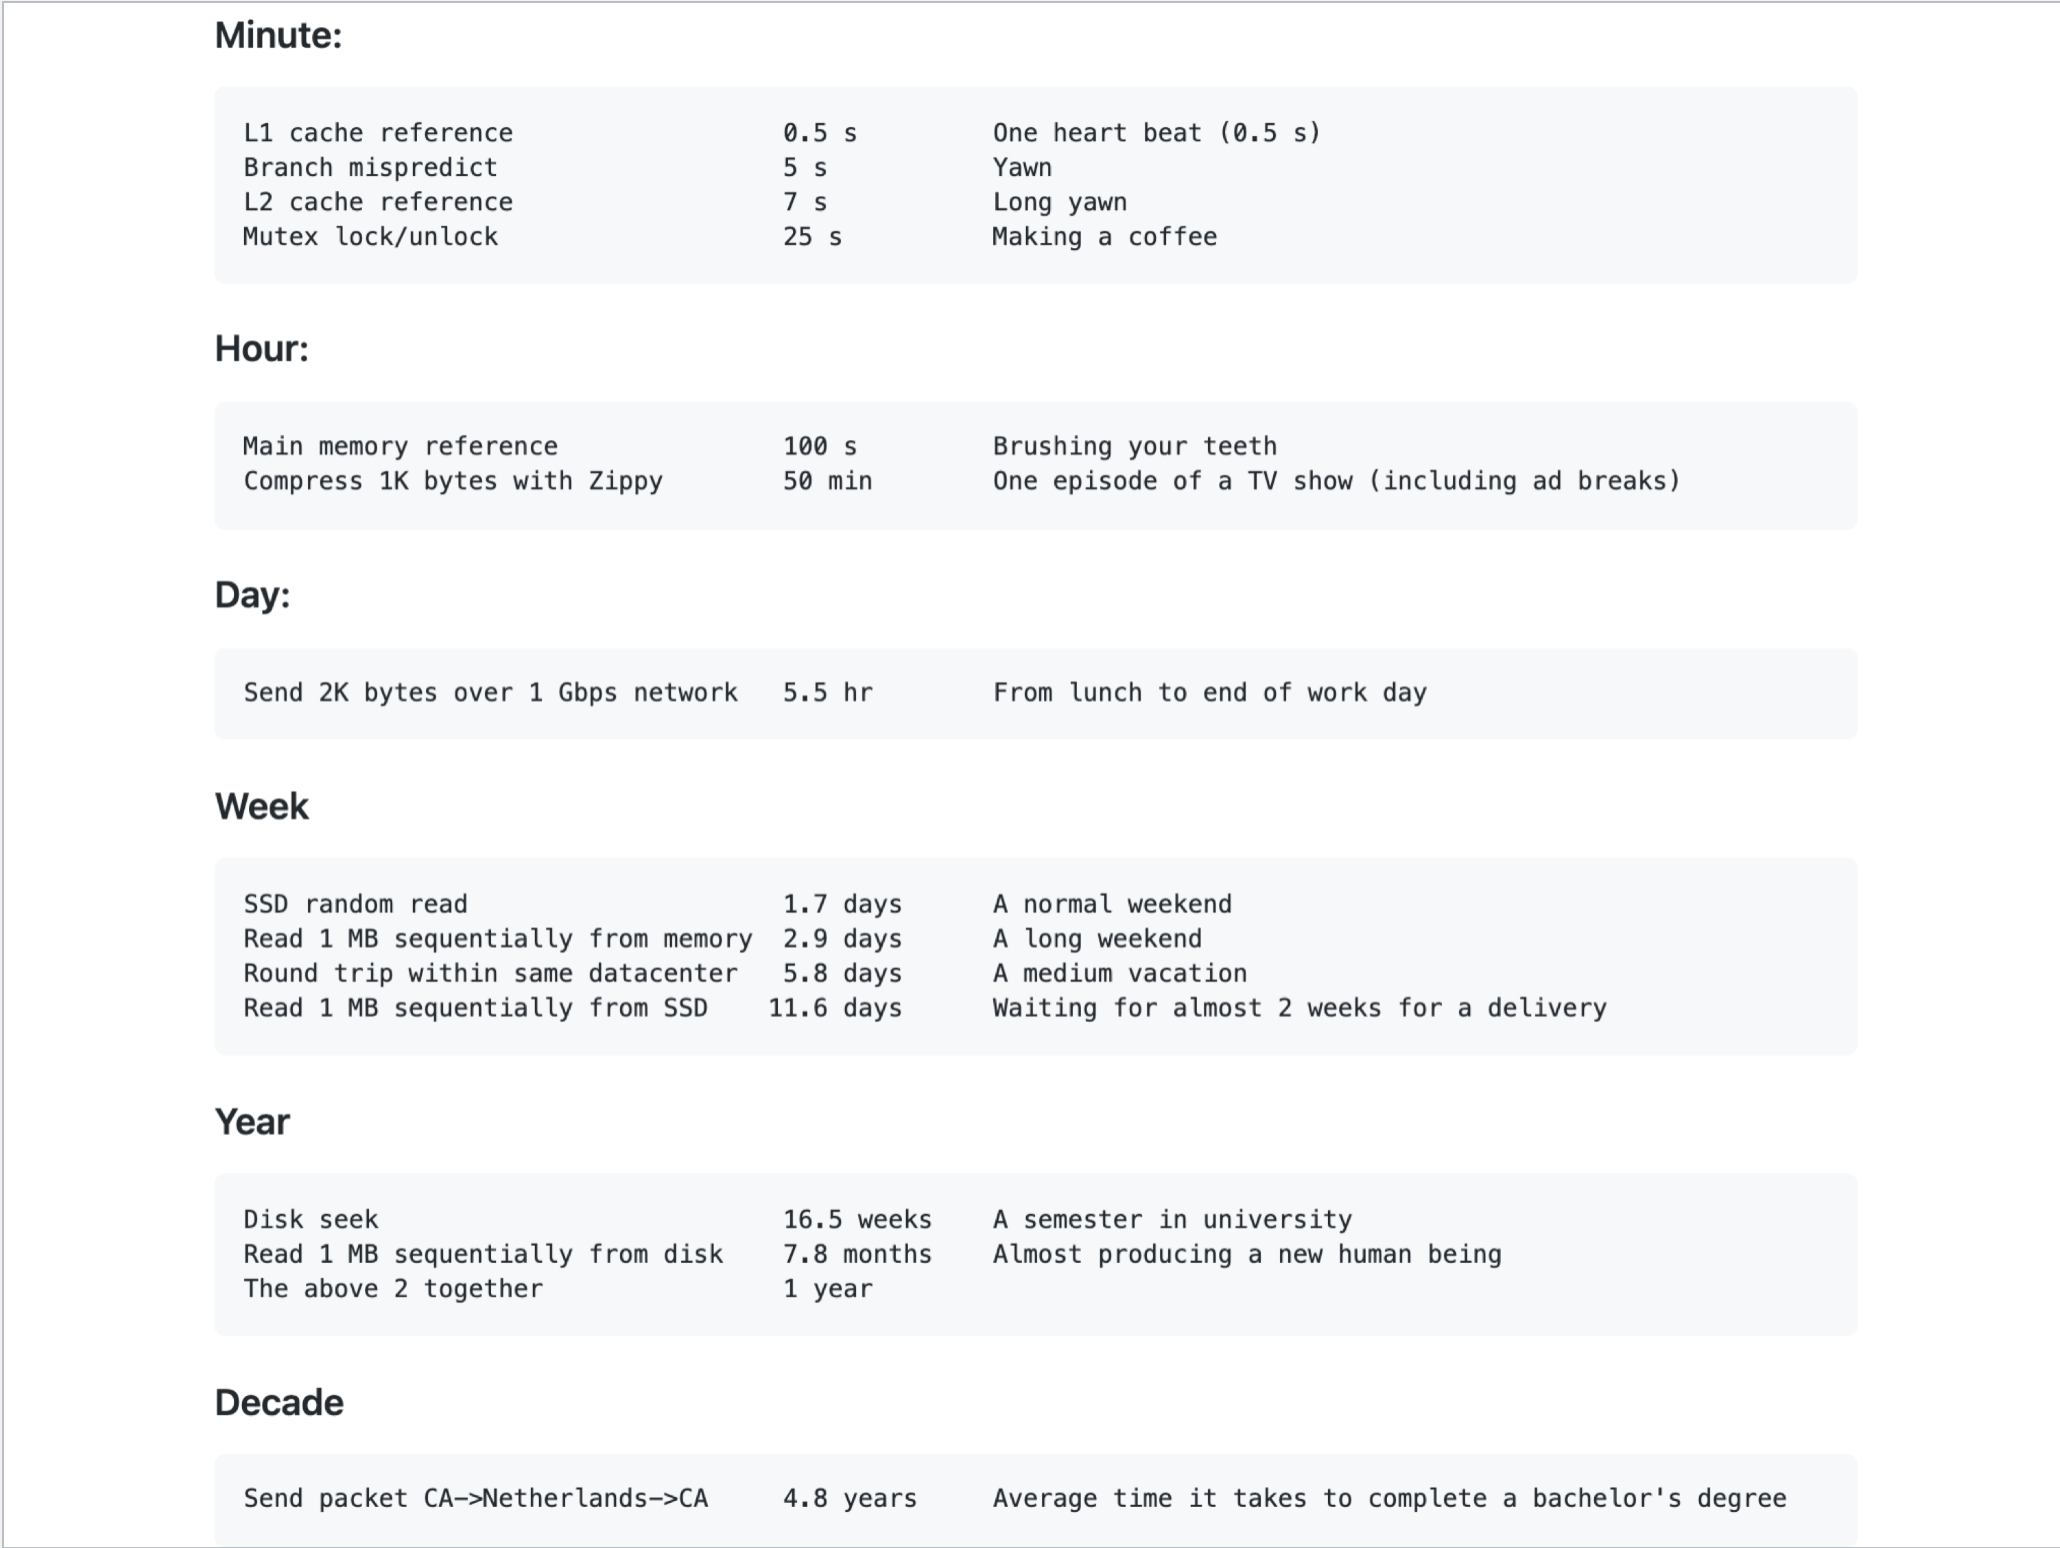 Minute:
L1 cache reference 0.5 s One heart beat (0.5 s)
Branch mispredict 5 s Yawn
L2 cache reference 7 s Long yawn
Mutex lock/unlock 25 s Making a coffee
Hour:
Main memory reference 100 s Brushing your teeth
Compress 1K bytes with Zippy 50 min One episode of a TV show (including ad breaks)
Day:
Send 2K bytes over 1 Gbps network 5.5 hr From lunch to end of work day
Week
SSD random read 1.7 days A normal weekend
Read 1 MB sequentially from memory 2.9 days A long weekend
Round trip within same datacenter 5.8 days A medium vacation
Read 1 MB sequentially from SSD 11.6 days Waiting for almost 2 weeks for a delivery
Year
Disk seek 16.5 weeks A semester in university
Read 1 MB sequentially from disk 7.8 months Almost producing a new human being
The above 2 together 1 year
Decade
Send packet CA->Netherlands->CA 4.8 years Average time it takes to complete a bachelor's degree